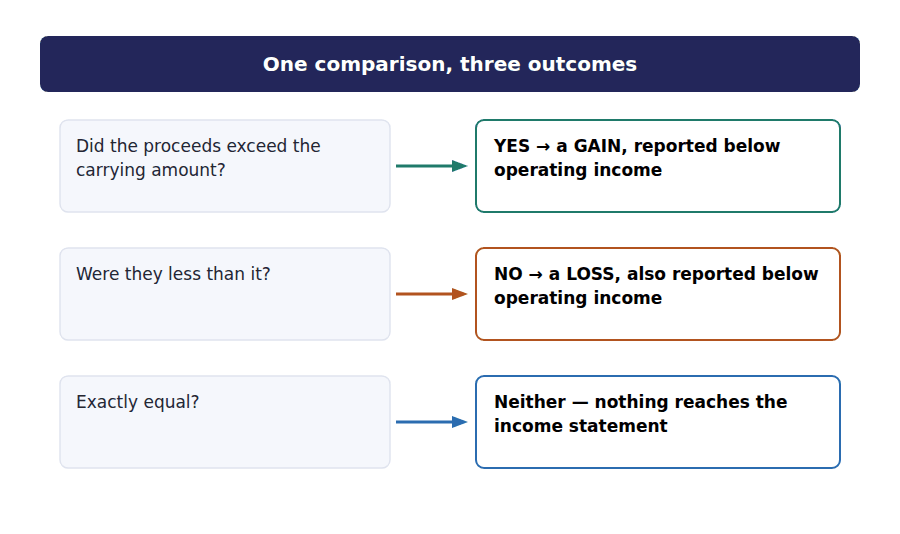 One comparison, three outcomes
Did the proceeds exceed the
carrying amount?
YES → a GAIN, reported below
operating income
Were they less than it?
NO → a LOSS, also reported below
operating income
Exactly equal?
Neither — nothing reaches the
income statement